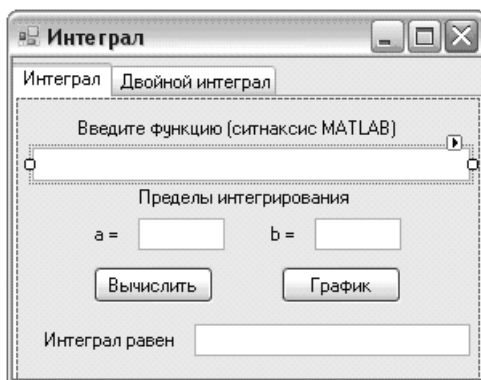 Интеграл
Интеграл Двойной интеграл
Введите функцию (ситнаксис MATLAB)
Пределы интегрирования
a = b =
Вычислить График
Интеграл равен